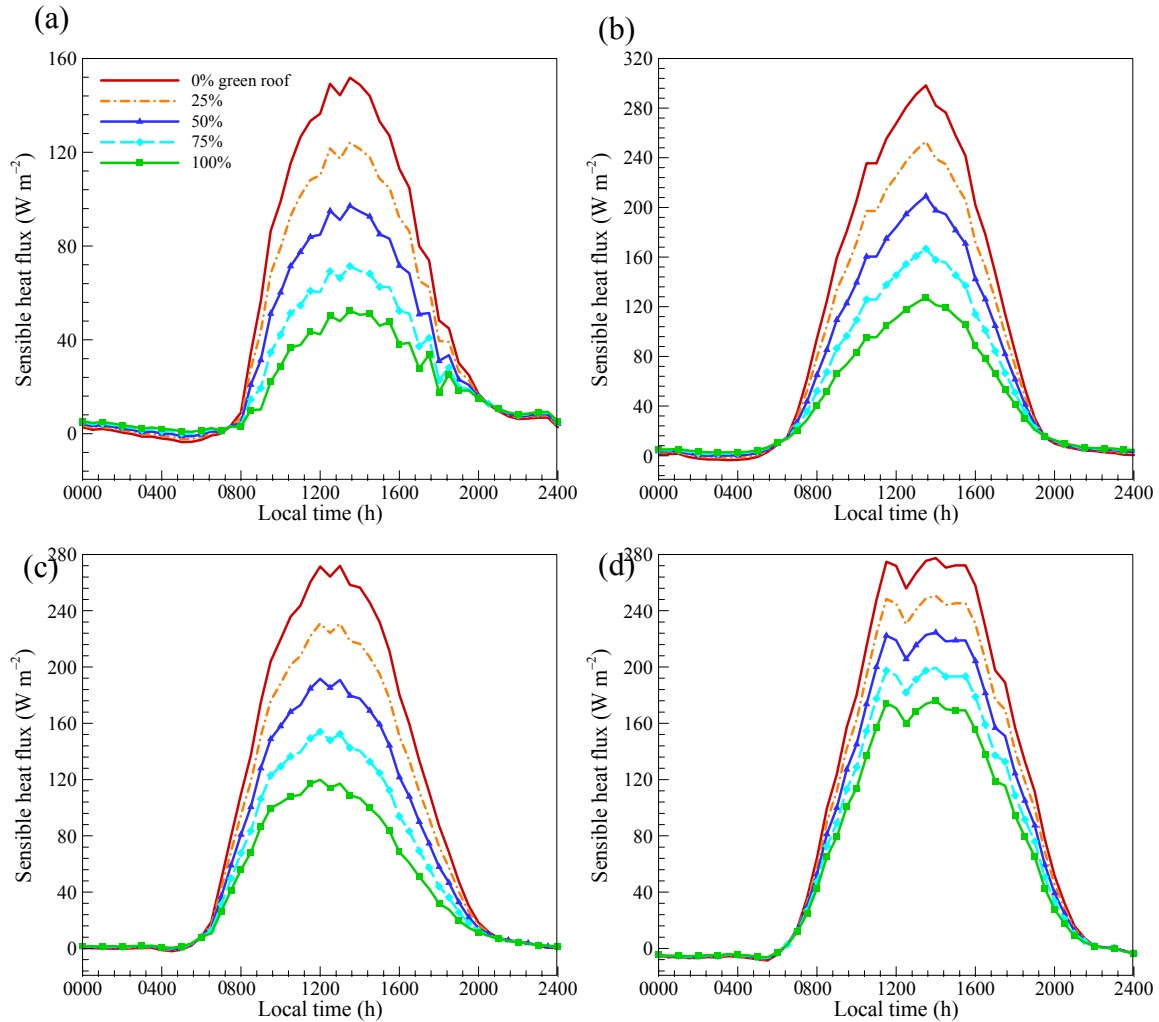 (a)
160
120
80
40
0
Sensible heat flux (W m⁻²)
0% green roof
25%
50%
75%
100%
0000 0400 0800 1200 1600 2000 2400
Local time (h)
(b)
320
280
240
200
160
120
80
40
0
Sensible heat flux (W m⁻²)
0000 0400 0800 1200 1600 2000 2400
Local time (h)
(c)
280
240
200
160
120
80
40
0
Sensible heat flux (W m⁻²)
0000 0400 0800 1200 1600 2000 2400
Local time (h)
(d)
280
240
200
160
120
80
40
0
Sensible heat flux (W m⁻²)
0000 0400 0800 1200 1600 2000 2400
Local time (h)